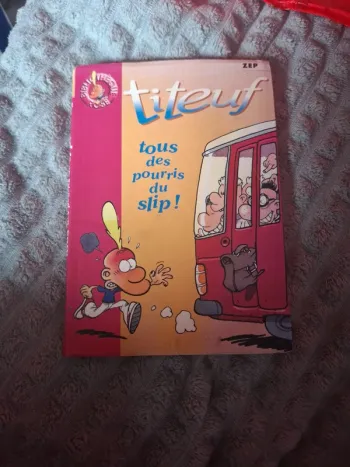 ZEP
titeuf
tous
des
pourris
du
slip !